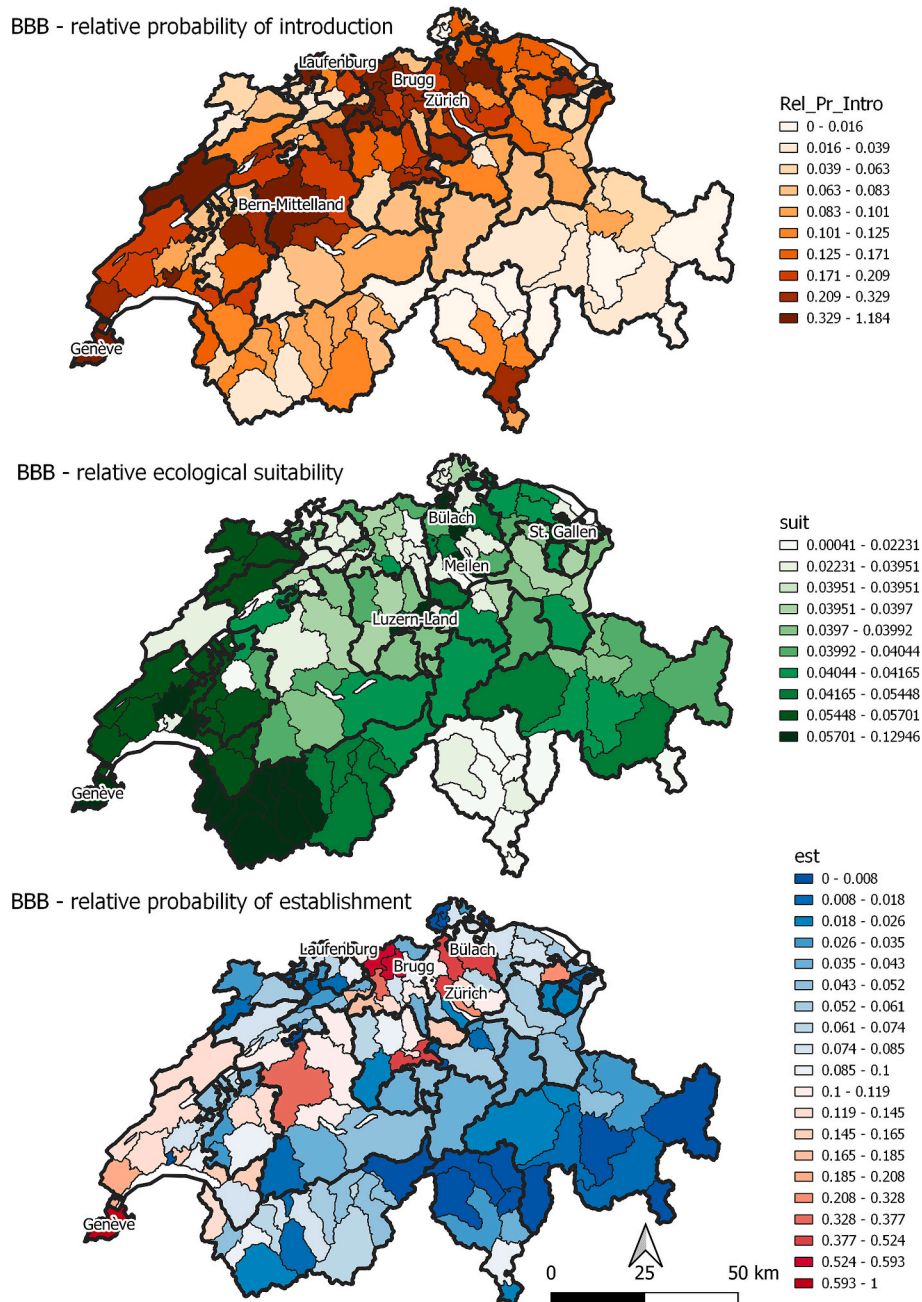 BBB - relative probability of introduction
Laufenburg
Brugg
Zürich
Bern-Mittelland
Genève
Rel_Pr_Intro
0 - 0.016
0.016 - 0.039
0.039 - 0.063
0.063 - 0.083
0.083 - 0.101
0.101 - 0.125
0.125 - 0.171
0.171 - 0.209
0.209 - 0.329
0.329 - 1.184
BBB - relative ecological suitability
Bülach
St. Gallen
Meilen
Luzern-Land
Genève
suit
0.00041 - 0.02231
0.02231 - 0.03951
0.03951 - 0.03951
0.03951 - 0.0397
0.0397 - 0.03992
0.03992 - 0.04044
0.04044 - 0.04165
0.04165 - 0.05448
0.05448 - 0.05701
0.05701 - 0.12946
BBB - relative probability of establishment
Laufenburg
Bülach
Brugg
Zürich
Genève
est
0 - 0.008
0.008 - 0.018
0.018 - 0.026
0.026 - 0.035
0.035 - 0.043
0.043 - 0.052
0.052 - 0.061
0.061 - 0.074
0.074 - 0.085
0.085 - 0.1
0.1 - 0.119
0.119 - 0.145
0.145 - 0.165
0.165 - 0.185
0.185 - 0.208
0.208 - 0.328
0.328 - 0.377
0.377 - 0.524
0.524 - 0.593
0.593 - 1
0 25 50 km